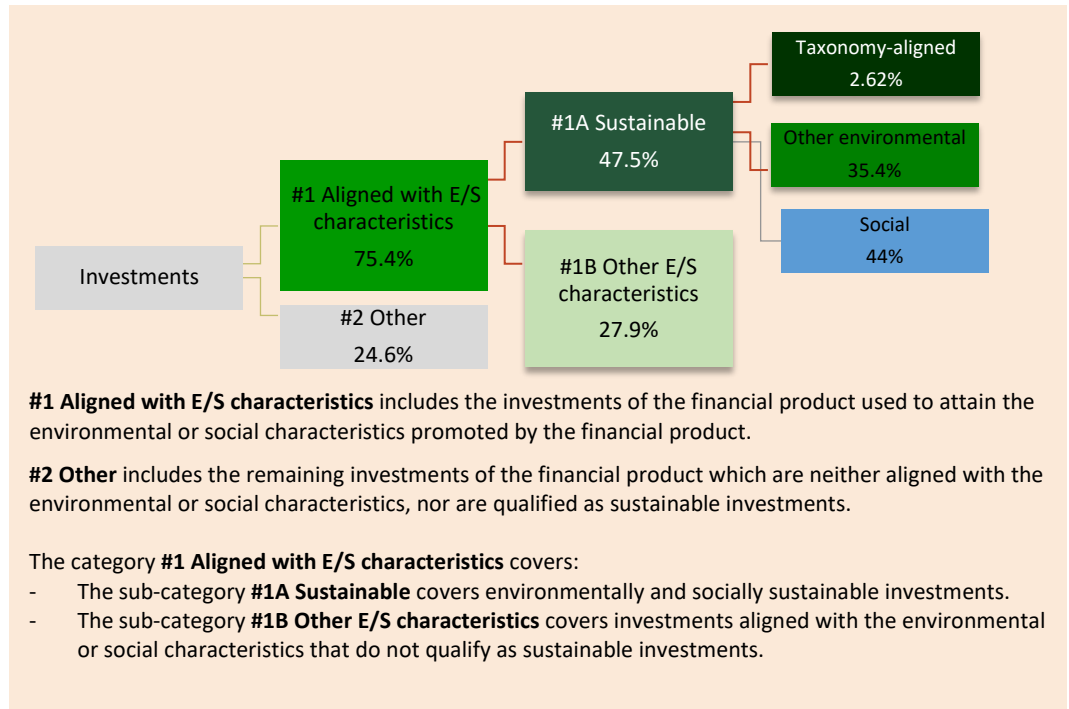 Taxonomy-aligned
2.62%
#1A Sustainable
47.5%
Other environmental
35.4%
#1 Aligned with E/S
characteristics
75.4%
Social
44%
Investments
#1B Other E/S
characteristics
27.9%
#2 Other
24.6%
#1 Aligned with E/S characteristics includes the investments of the financial product used to attain the
environmental or social characteristics promoted by the financial product.
#2 Other includes the remaining investments of the financial product which are neither aligned with the
environmental or social characteristics, nor are qualified as sustainable investments.
The category #1 Aligned with E/S characteristics covers:
- The sub-category #1A Sustainable covers environmentally and socially sustainable investments.
- The sub-category #1B Other E/S characteristics covers investments aligned with the environmental
or social characteristics that do not qualify as sustainable investments.